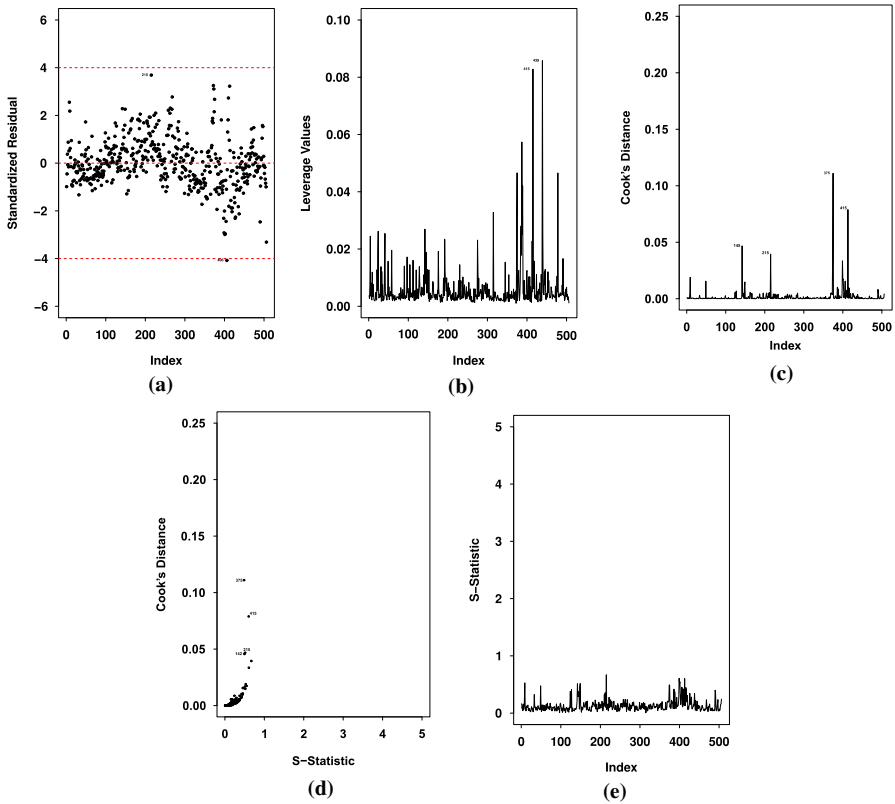 6
4
2
0
−2
−4
−6
Standardized Residual
215
0 100 200 300 400 500
Index
(a)
0.10
0.08
0.06
0.04
0.02
0.00
Leverage Values
439
415
0 100 200 300 400 500
Index
(b)
0.25
0.20
0.15
0.10
0.05
0.00
Cook's Distance
375
415
215
0 100 200 300 400 500
Index
(c)
0.25
0.20
0.15
0.10
0.05
0.00
Cook's Distance
375
415
0 1 2 3 4 5
S−Statistic
(d)
5
4
3
2
1
0
S−Statistic
0 100 200 300 400 500
Index
(e)